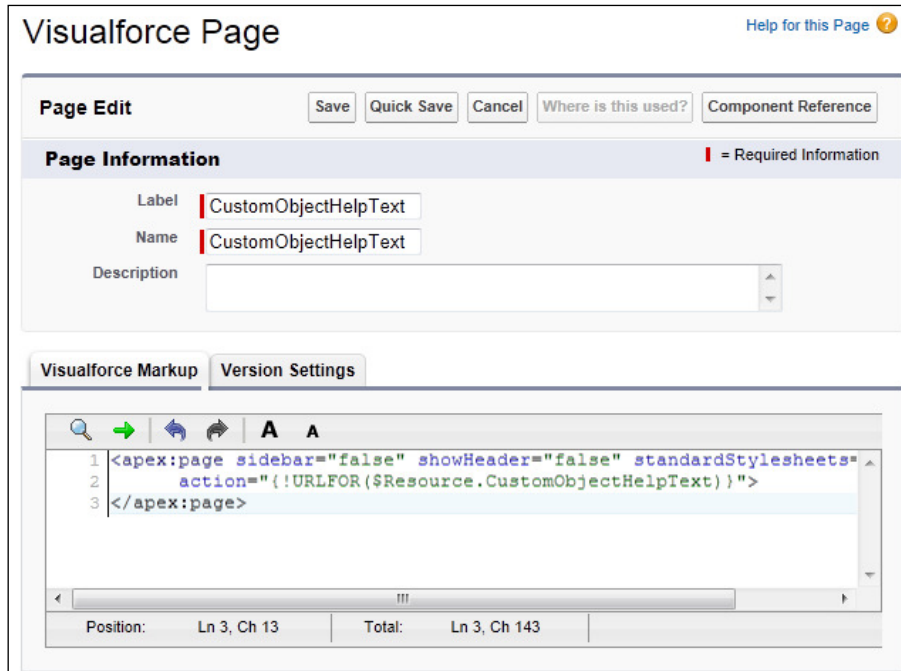 Visualforce Page
Help for this Page ?
Page Edit
Save Quick Save Cancel Where is this used? Component Reference
Page Information
= Required Information
Label CustomObjectHelpText
Name CustomObjectHelpText
Description
Visualforce Markup Version Settings
A A
1 <apex:page sidebar="false" showHeader="false" standardStylesheets=
2 action="{!URLFOR($Resource.CustomObjectHelpText)}">
3 </apex:page>
Position: Ln 3, Ch 13 Total: Ln 3, Ch 143